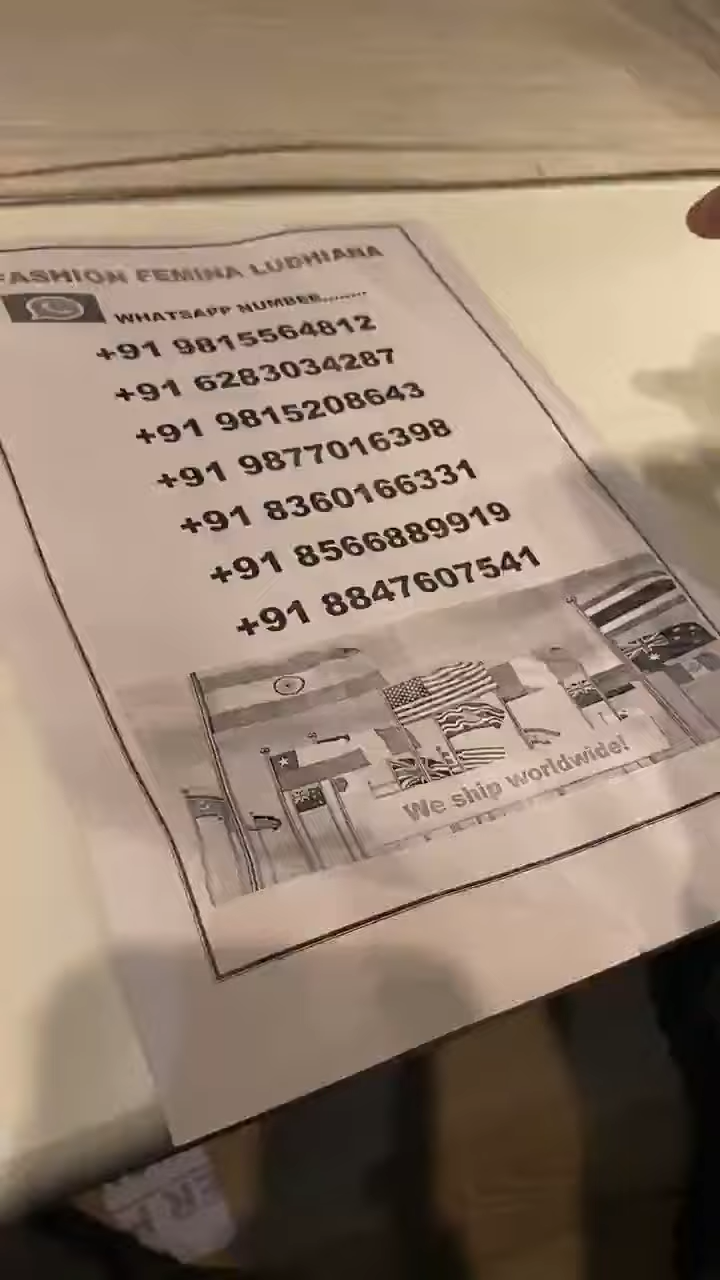 FASHION FEMINA LUDHIANA
WHATSAPP NUMBER........
+91 9815564812
+91 6283034287
+91 9815208643
+91 9877016398
+91 8360166331
+91 8566889919
+91 8847607541
We ship worldwide!